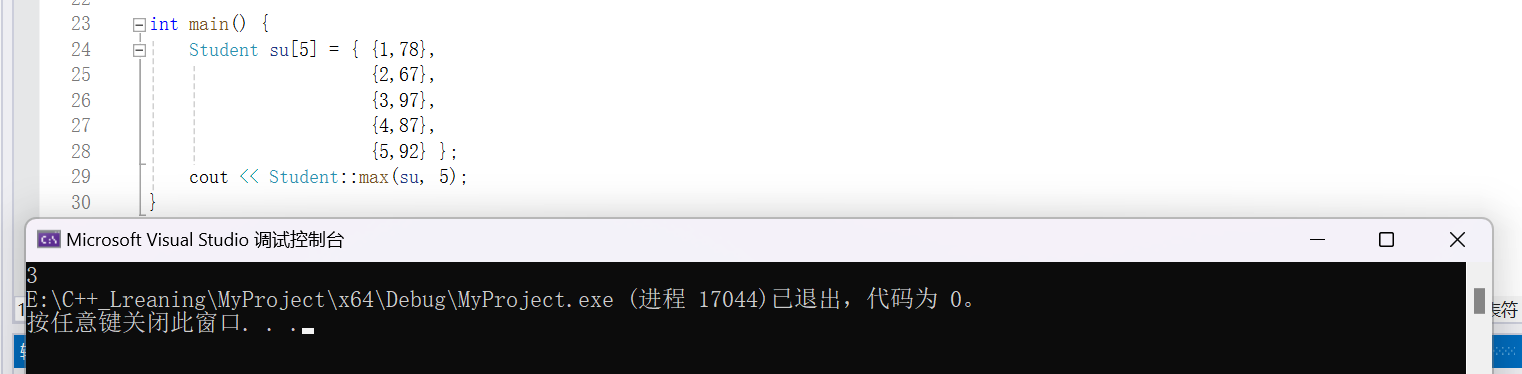 22
23 int main() {
24 Student su[5] = { {1,78},
25 {2,67},
26 {3,97},
27 {4,87},
28 {5,92} };
29 cout << Student::max(su, 5);
30 }
Microsoft Visual Studio 调试控制台
3
E:\C++_Lreaning\MyProject\x64\Debug\MyProject.exe (进程 17044)已退出，代码为 0。
按任意键关闭此窗口. . .
表符